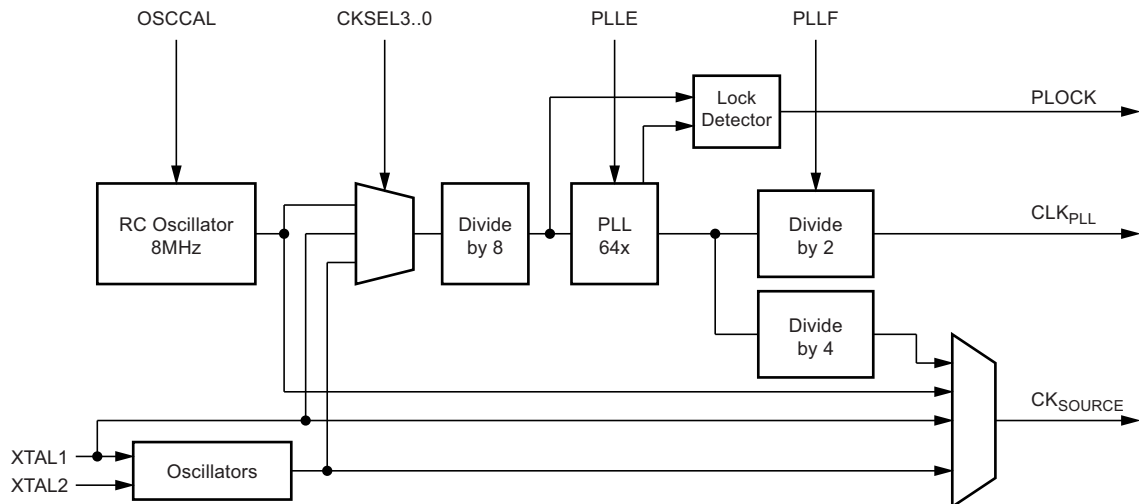 OSCCAL
CKSEL3..0
PLLE
PLLF
Lock
Detector
PLOCK
RC Oscillator
8MHz
Divide
by 8
PLL
64x
Divide
by 2
CLKPLL
Divide
by 4
CKSOURCE
XTAL1
XTAL2
Oscillators